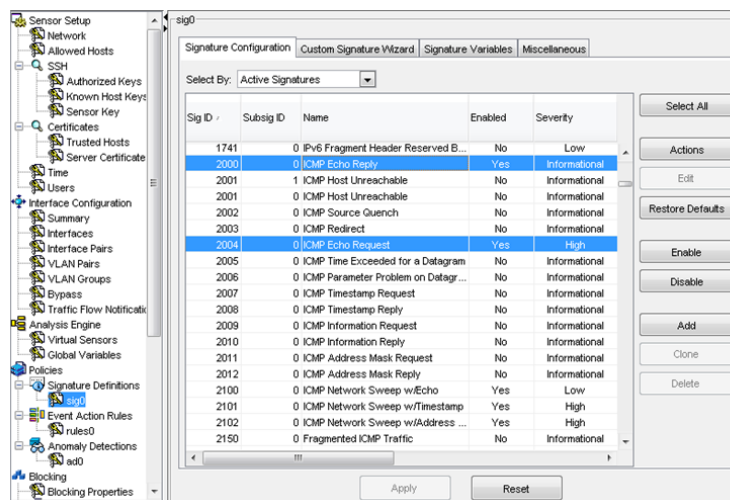 Sensor Setup
Network
Allowed Hosts
SSH
Authorized Keys
Known Host Keys
Sensor Key
Certificates
Trusted Hosts
Server Certificate
Time
Users
Interface Configuration
Summary
Interfaces
Interface Pairs
VLAN Pairs
VLAN Groups
Bypass
Traffic Flow Notificatic
Analysis Engine
Virtual Sensors
Global Variables
Policies
Signature Definitions
sig0
Event Action Rules
rules0
Anomaly Detections
ad0
Blocking
Blocking Properties
sig0
Signature Configuration Custom Signature Wizard Signature Variables Miscellaneous
Select By: Active Signatures
Sig ID Subsig ID Name Enabled Severity
1741 0 IPv6 Fragment Header Reserved B... No Low
2000 0 ICMP Echo Reply Yes Informational
2001 1 ICMP Host Unreachable No Informational
2001 0 ICMP Host Unreachable No Informational
2002 0 ICMP Source Quench No Informational
2003 0 ICMP Redirect No Informational
2004 0 ICMP Echo Request Yes High
2005 0 ICMP Time Exceeded for a Datagram No Informational
2006 0 ICMP Parameter Problem on Datagr... No Informational
2007 0 ICMP Timestamp Request No Informational
2008 0 ICMP Timestamp Reply No Informational
2009 0 ICMP Information Request No Informational
2010 0 ICMP Information Reply No Informational
2011 0 ICMP Address Mask Request No Informational
2012 0 ICMP Address Mask Reply No Informational
2100 0 ICMP Network Sweep w/Echo Yes Low
2101 0 ICMP Network Sweep w/Timestamp Yes High
2102 0 ICMP Network Sweep w/Address ... Yes High
2150 0 Fragmented ICMP Traffic No Informational
Select All
Actions
Edit
Restore Defaults
Enable
Disable
Add
Clone
Delete
Apply Reset